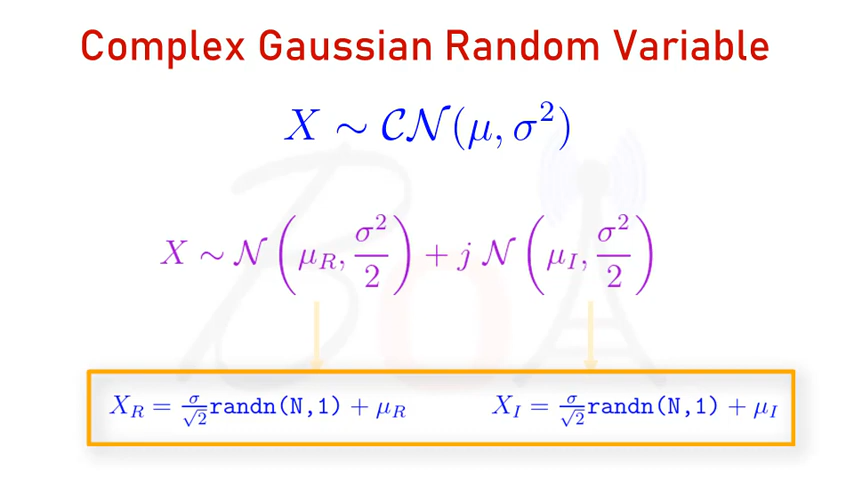 Complex Gaussian Random Variable
X ∼ 𝒞𝒩(μ, σ²)
X ∼ 𝒩(μ_R, σ²/2) + j 𝒩(μ_I, σ²/2)
X_R = σ/√2 randn(N,1) + μ_R X_I = σ/√2 randn(N,1) + μ_I